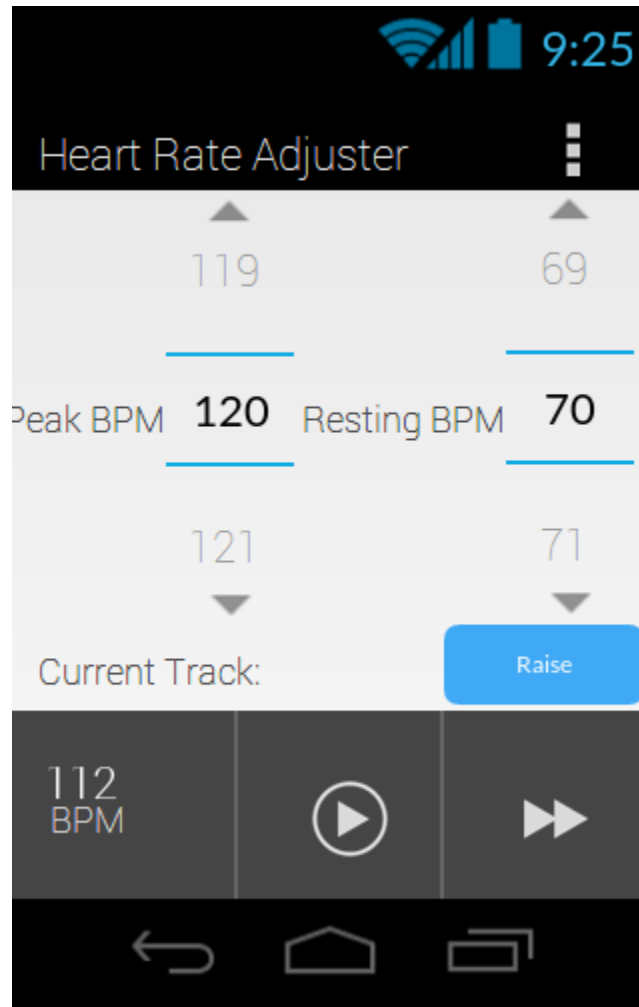 9:25
Heart Rate Adjuster
119 69
Peak BPM 120 Resting BPM 70
121 71
Current Track: Raise
112
BPM